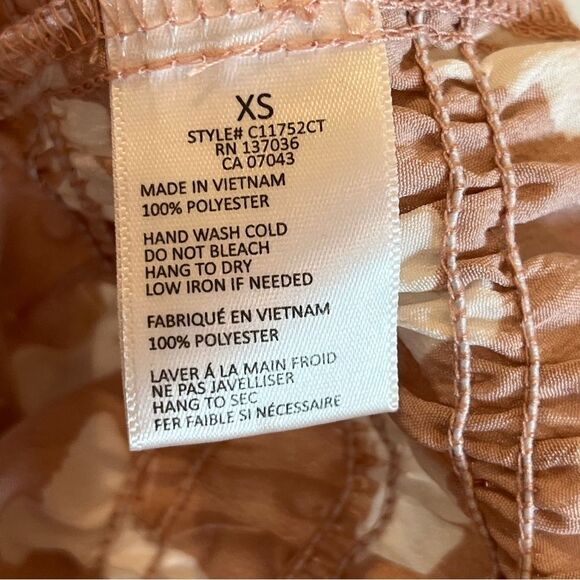 XS
STYLE# C11752CT
RN 137036
CA 07043
MADE IN VIETNAM
100% POLYESTER
HAND WASH COLD
DO NOT BLEACH
HANG TO DRY
LOW IRON IF NEEDED
FABRIQUÉ EN VIETNAM
100% POLYESTER
LAVER Á LA MAIN FROID
NE PAS JAVELLISER
HANG TO SEC
FER FAIBLE SI NÉCESSAIRE